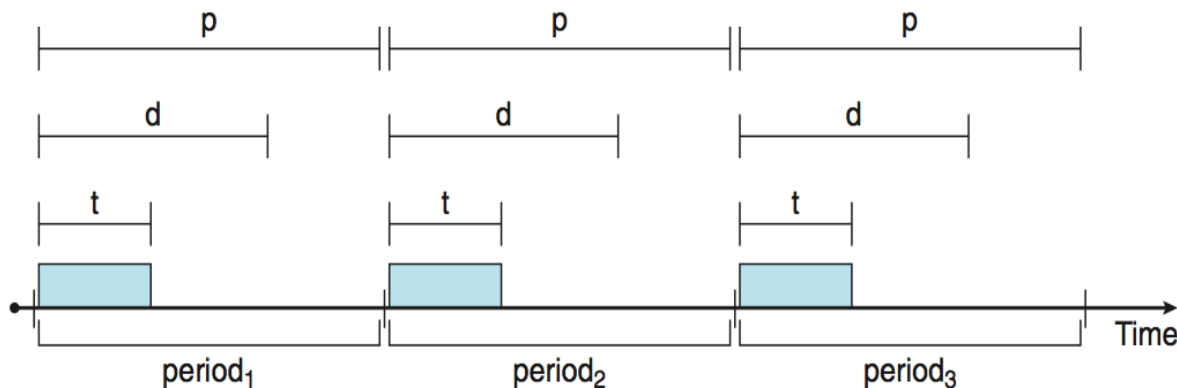 p p p
d d d
t t t
Time
period₁ period₂ period₃